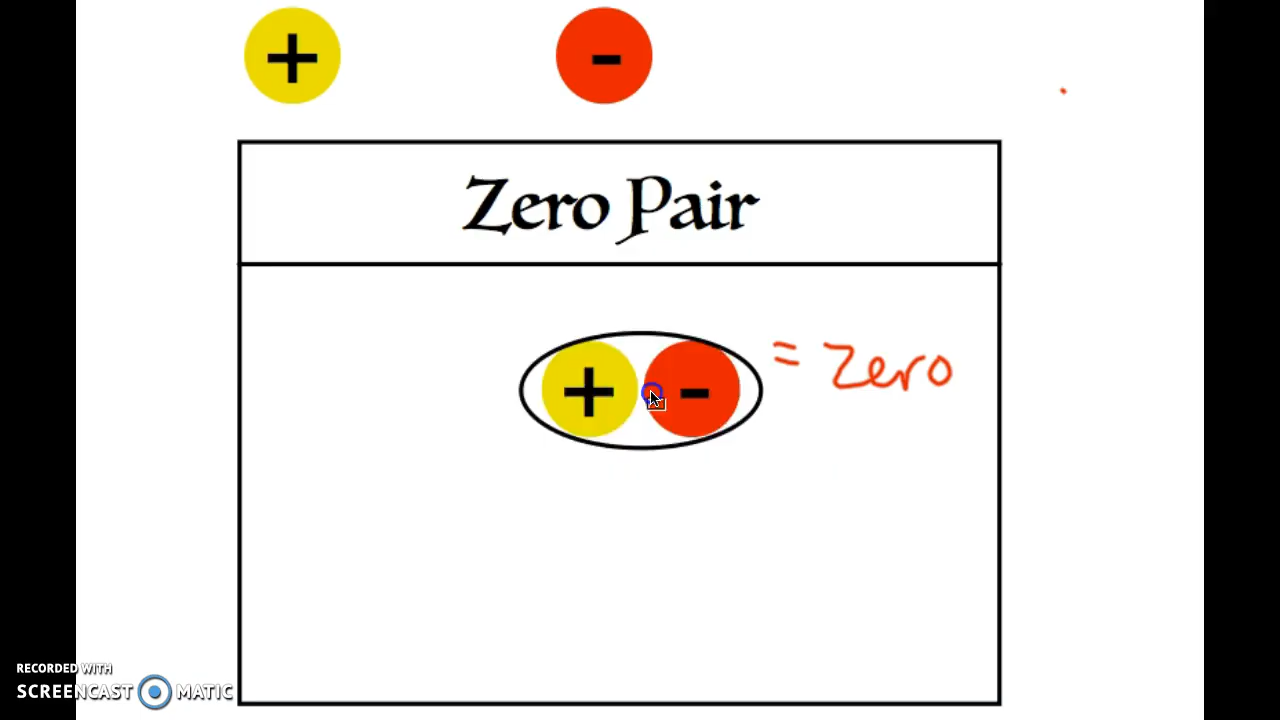 + -
Zero Pair
+ - = Zero
RECORDED WITH
SCREENCAST MATIC